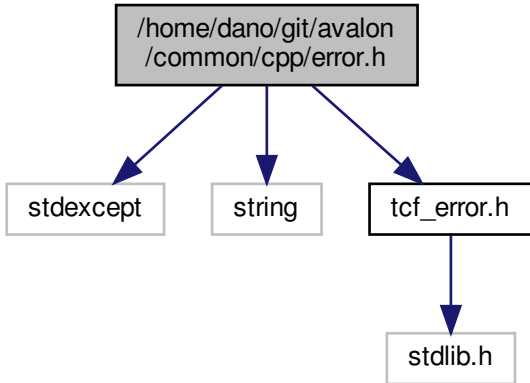 /home/dano/git/avalon
/common/cpp/error.h
stdexcept
string
tcf_error.h
stdlib.h